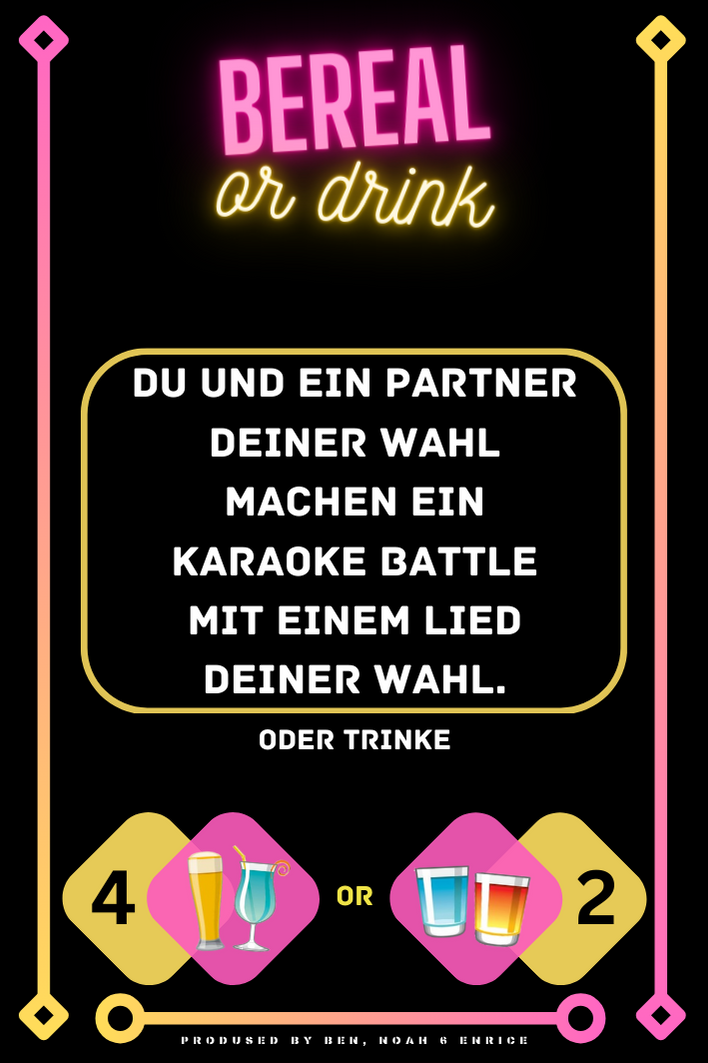 BEREAL
or drink
DU UND EIN PARTNER
DEINER WAHL
MACHEN EIN
KARAOKE BATTLE
MIT EINEM LIED
DEINER WAHL.
ODER TRINKE
4 OR 2
PRODUSED BY BEN, NOAH & ENRICE